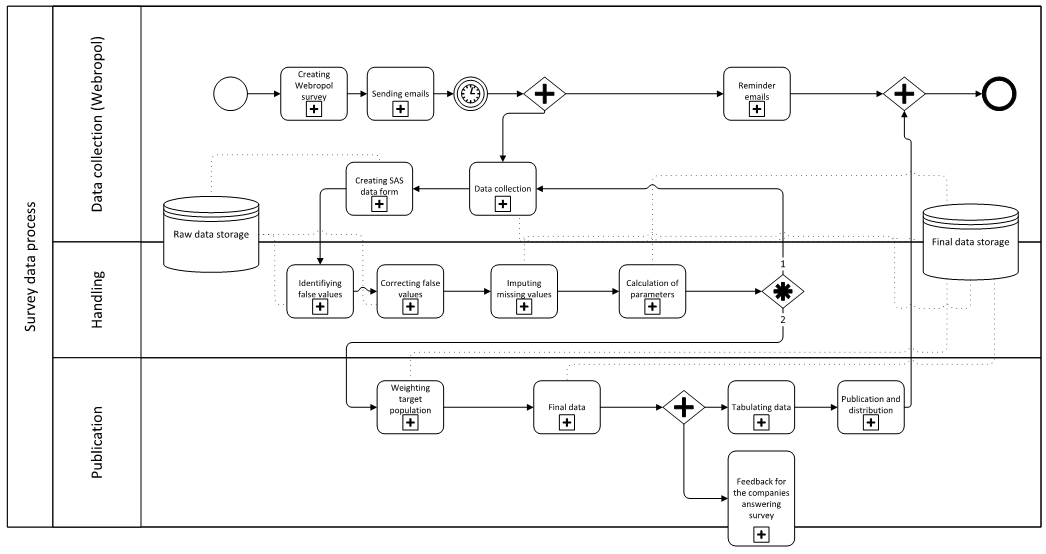 Survey data process
Data collection (Webropol)
Creating
Webropol
survey
Sending emails
Reminder
emails
Creating SAS
data form
Data collection
Raw data storage
Final data storage
Handling
Identifiying
false values
Correcting false
values
Imputing
missing values
Calculation of
parameters
1
2
Publication
Weighting
target
population
Final data
Tabulating data
Publication and
distribution
Feedback for
the companies
answering
survey